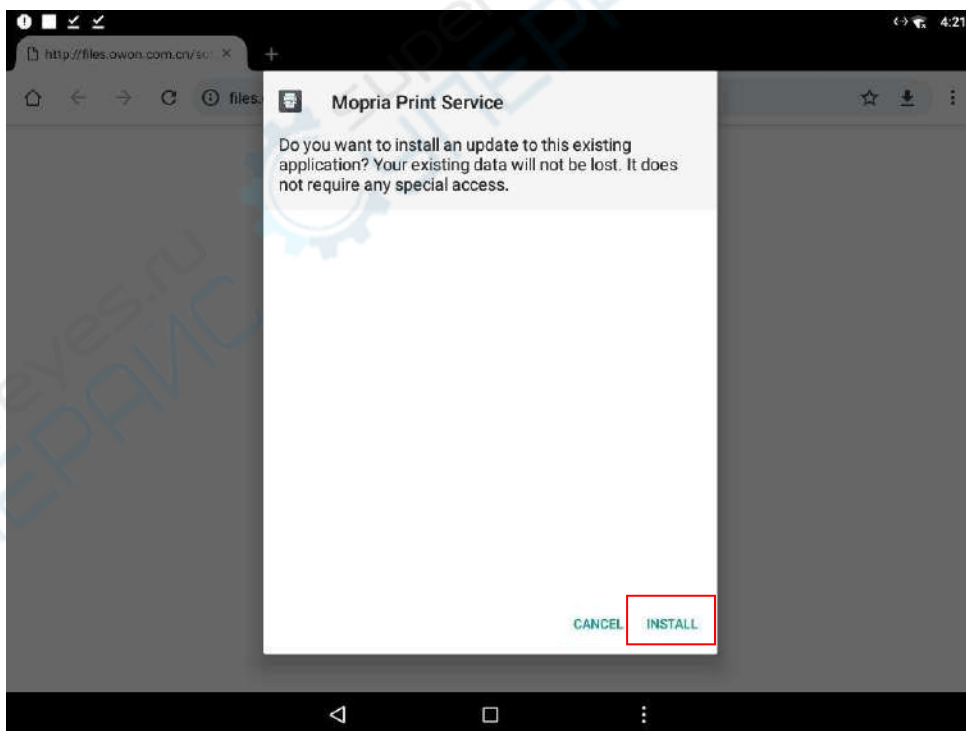 4:21
http://files.owon.com.cn/so
files.
Mopria Print Service
Do you want to install an update to this existing
application? Your existing data will not be lost. It does
not require any special access.
CANCEL INSTALL